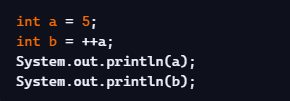 int a = 5;
int b = ++a;
System.out.println(a);
System.out.println(b);